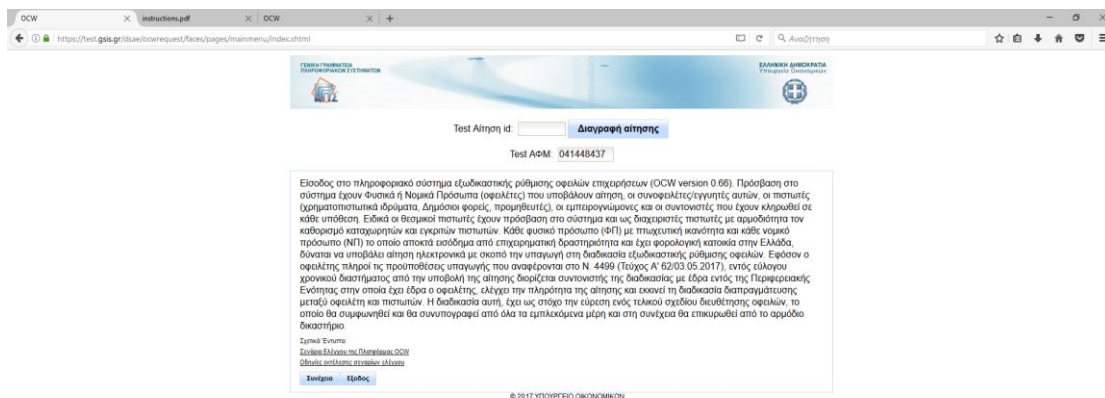 OCW
instructions.pdf
OCW
https://test.gsis.gr/dsae/ocwrequest/faces/pages/mainmenu/index.xhtml
Αναζήτηση
ΓΕΝΙΚΗ ΓΡΑΜΜΑΤΕΙΑ
ΠΛΗΡΟΦΟΡΙΑΚΩΝ ΣΥΣΤΗΜΑΤΩΝ
ΕΛΛΗΝΙΚΗ ΔΗΜΟΚΡΑΤΙΑ
Υπουργείο Οικονομικών
Test Αίτηση id:
Διαγραφή αίτησης
Test ΑΦΜ: 041448437
Είσοδος στο πληροφοριακό σύστημα εξωδικαστικής ρύθμισης οφειλών επιχειρήσεων (OCW version 0.66). Πρόσβαση στο
σύστημα έχουν Φυσικά ή Νομικά Πρόσωπα (οφειλέτες) που υποβάλουν αίτηση, οι συνοφειλέτες/εγγυητές αυτών, οι πιστωτές
(χρηματοπιστωτικά ιδρύματα, Δημόσιοι φορείς, προμηθευτές), οι εμπειρογνώμονες και οι συντονιστές που έχουν κληρωθεί σε
κάθε υπόθεση. Ειδικά οι θεσμικοί πιστωτές έχουν πρόσβαση στο σύστημα και ως διαχειριστές πιστωτές με αρμοδιότητα τον
καθορισμό καταχωρητών και εγκριτών πιστωτών. Κάθε φυσικό πρόσωπο (ΦΠ) με πτωχευτική ικανότητα και κάθε νομικό
πρόσωπο (ΝΠ) το οποίο αποκτά εισόδημα από επιχειρηματική δραστηριότητα και έχει φορολογική κατοικία στην Ελλάδα,
δύναται να υποβάλει αίτηση ηλεκτρονικά με σκοπό την υπαγωγή στη διαδικασία εξωδικαστικής ρύθμισης οφειλών. Εφόσον ο
οφειλέτης πληροί τις προϋποθέσεις υπαγωγής που αναφέρονται στο Ν. 4499 (Τεύχος Α' 62/03.05.2017), εντός εύλογου
χρονικού διαστήματος από την υποβολή της αίτησης διορίζεται συντονιστής της διαδικασίας με έδρα εντός της Περιφερειακής
Ενότητας στην οποία έχει έδρα ο οφειλέτης, ελέγχει την πληρότητα της αίτησης και εκκινεί τη διαδικασία διαπραγμάτευσης
μεταξύ οφειλέτη και πιστωτών. Η διαδικασία αυτή, έχει ως στόχο την εύρεση ενός τελικού σχεδίου διευθέτησης οφειλών, το
οποίο θα συμφωνηθεί και θα συνυπογραφεί από όλα τα εμπλεκόμενα μέρη και στη συνέχεια θα επικυρωθεί από το αρμόδιο
δικαστήριο.
Σχετικά Έντυπα:
Σενάρια Ελέγχου της Πλατφόρμας OCW
Οδηγίες εκτέλεσης σεναρίων ελέγχου
Συνέχεια Εξοδος
© 2017 ΥΠΟΥΡΓΕΙΟ ΟΙΚΟΝΟΜΙΚΩΝ